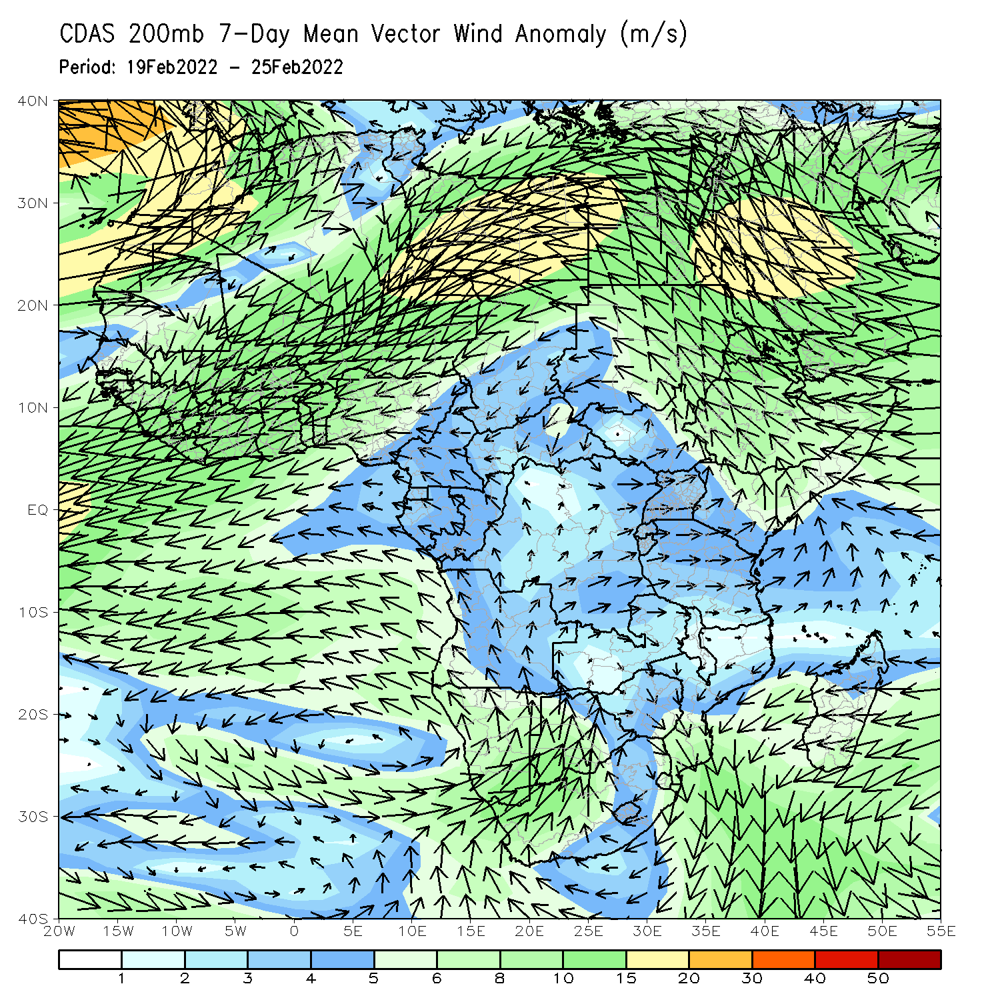 CDAS 200mb 7-Day Mean Vector Wind Anomaly (m/s)
Period: 19Feb2022 - 25Feb2022
40N
30N
20N
10N
EQ
10S
20S
30S
40S
20W 15W 10W 5W 0 5E 10E 15E 20E 25E 30E 35E 40E 45E 50E 55E
1 2 3 4 5 6 8 10 15 20 30 40 50